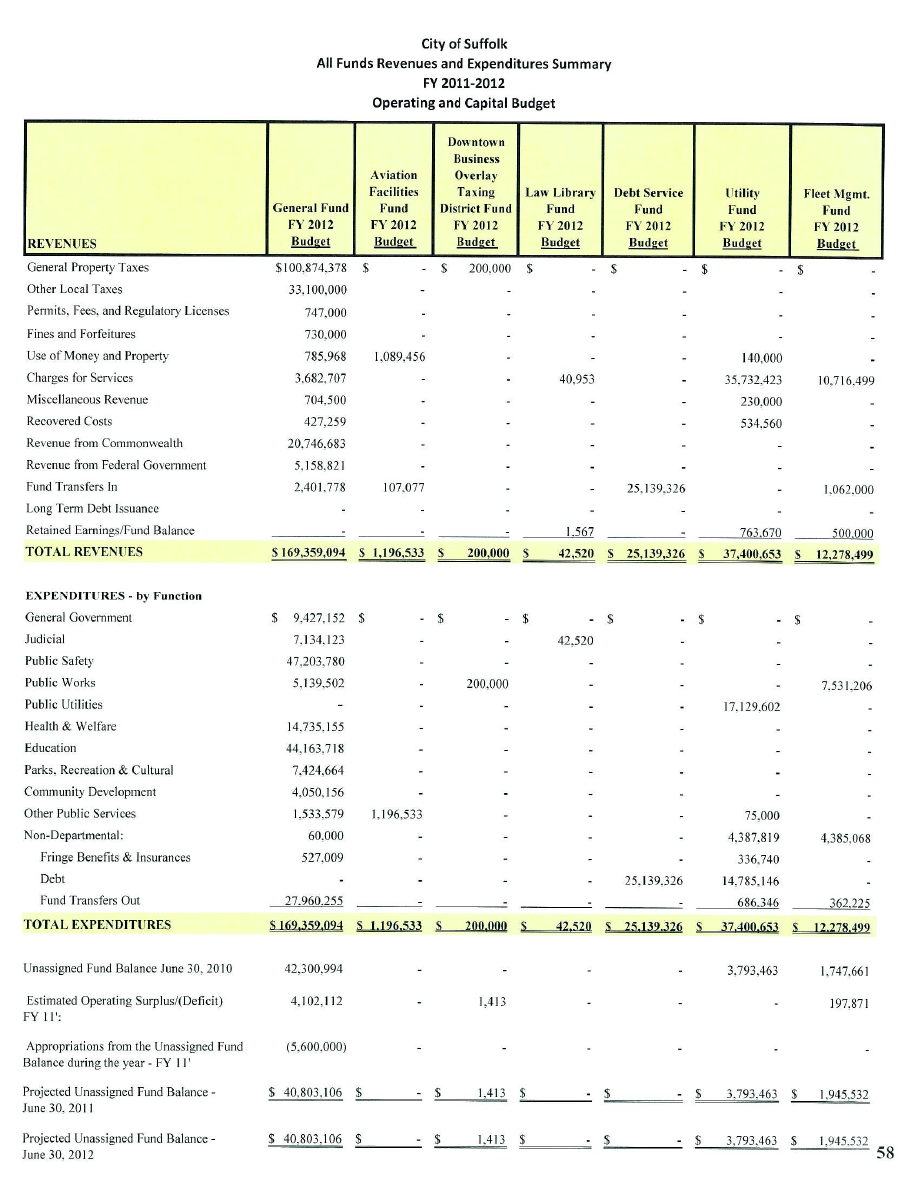 City of Suffolk
All Funds Revenues and Expenditures Summary
FY 2011-2012
Operating and Capital Budget
REVENUES General Fund FY 2012 Budget Aviation Facilities Fund FY 2012 Budget Downtown Business Overlay Taxing District Fund FY 2012 Budget Law Library Fund FY 2012 Budget Debt Service Fund FY 2012 Budget Utility Fund FY 2012 Budget Fleet Mgmt. Fund FY 2012 Budget
General Property Taxes $100,874,378 $ - $ 200,000 $ - $ - $ - $ -
Other Local Taxes 33,100,000 - - - - - -
Permits, Fees, and Regulatory Licenses 747,000 - - - - - -
Fines and Forfeitures 730,000 - - - - - -
Use of Money and Property 785,968 1,089,456 - - - 140,000 -
Charges for Services 3,682,707 - - 40,953 - 35,732,423 10,716,499
Miscellaneous Revenue 704,500 - - - - 230,000 -
Recovered Costs 427,259 - - - - 534,560 -
Revenue from Commonwealth 20,746,683 - - - - - -
Revenue from Federal Government 5,158,821 - - - - - -
Fund Transfers In 2,401,778 107,077 - - 25,139,326 - 1,062,000
Long Term Debt Issuance - - - - - - -
Retained Earnings/Fund Balance - - - 1,567 - 763,670 500,000
TOTAL REVENUES $ 169,359,094 $ 1,196,533 $ 200,000 $ 42,520 $ 25,139,326 $ 37,400,653 $ 12,278,499
EXPENDITURES - by Function
General Government $ 9,427,152 $ - $ - $ - $ - $ - $ -
Judicial 7,134,123 - - 42,520 - - -
Public Safety 47,203,780 - - - - - -
Public Works 5,139,502 - 200,000 - - - 7,531,206
Public Utilities - - - - - 17,129,602 -
Health & Welfare 14,735,155 - - - - - -
Education 44,163,718 - - - - - -
Parks, Recreation & Cultural 7,424,664 - - - - - -
Community Development 4,050,156 - - - - - -
Other Public Services 1,533,579 1,196,533 - - - 75,000 -
Non-Departmental: 60,000 - - - - 4,387,819 4,385,068
Fringe Benefits & Insurances 527,009 - - - - 336,740 -
Debt - - - - 25,139,326 14,785,146 -
Fund Transfers Out 27,960,255 - - - - 686,346 362,225
TOTAL EXPENDITURES $ 169,359,094 $ 1,196,533 $ 200,000 $ 42,520 $ 25,139,326 $ 37,400,653 $ 12,278,499
Unassigned Fund Balance June 30, 2010 42,300,994 - - - - 3,793,463 1,747,661
Estimated Operating Surplus/(Deficit) 4,102,112 - 1,413 - - - 197,871
FY 11':
Appropriations from the Unassigned Fund (5,600,000) - - - - - -
Balance during the year - FY 11'
Projected Unassigned Fund Balance - $ 40,803,106 $ - $ 1,413 $ - $ - $ 3,793,463 $ 1,945,532
June 30, 2011
Projected Unassigned Fund Balance - $ 40,803,106 $ - $ 1,413 $ - $ - $ 3,793,463 $ 1,945,532
June 30, 2012
58